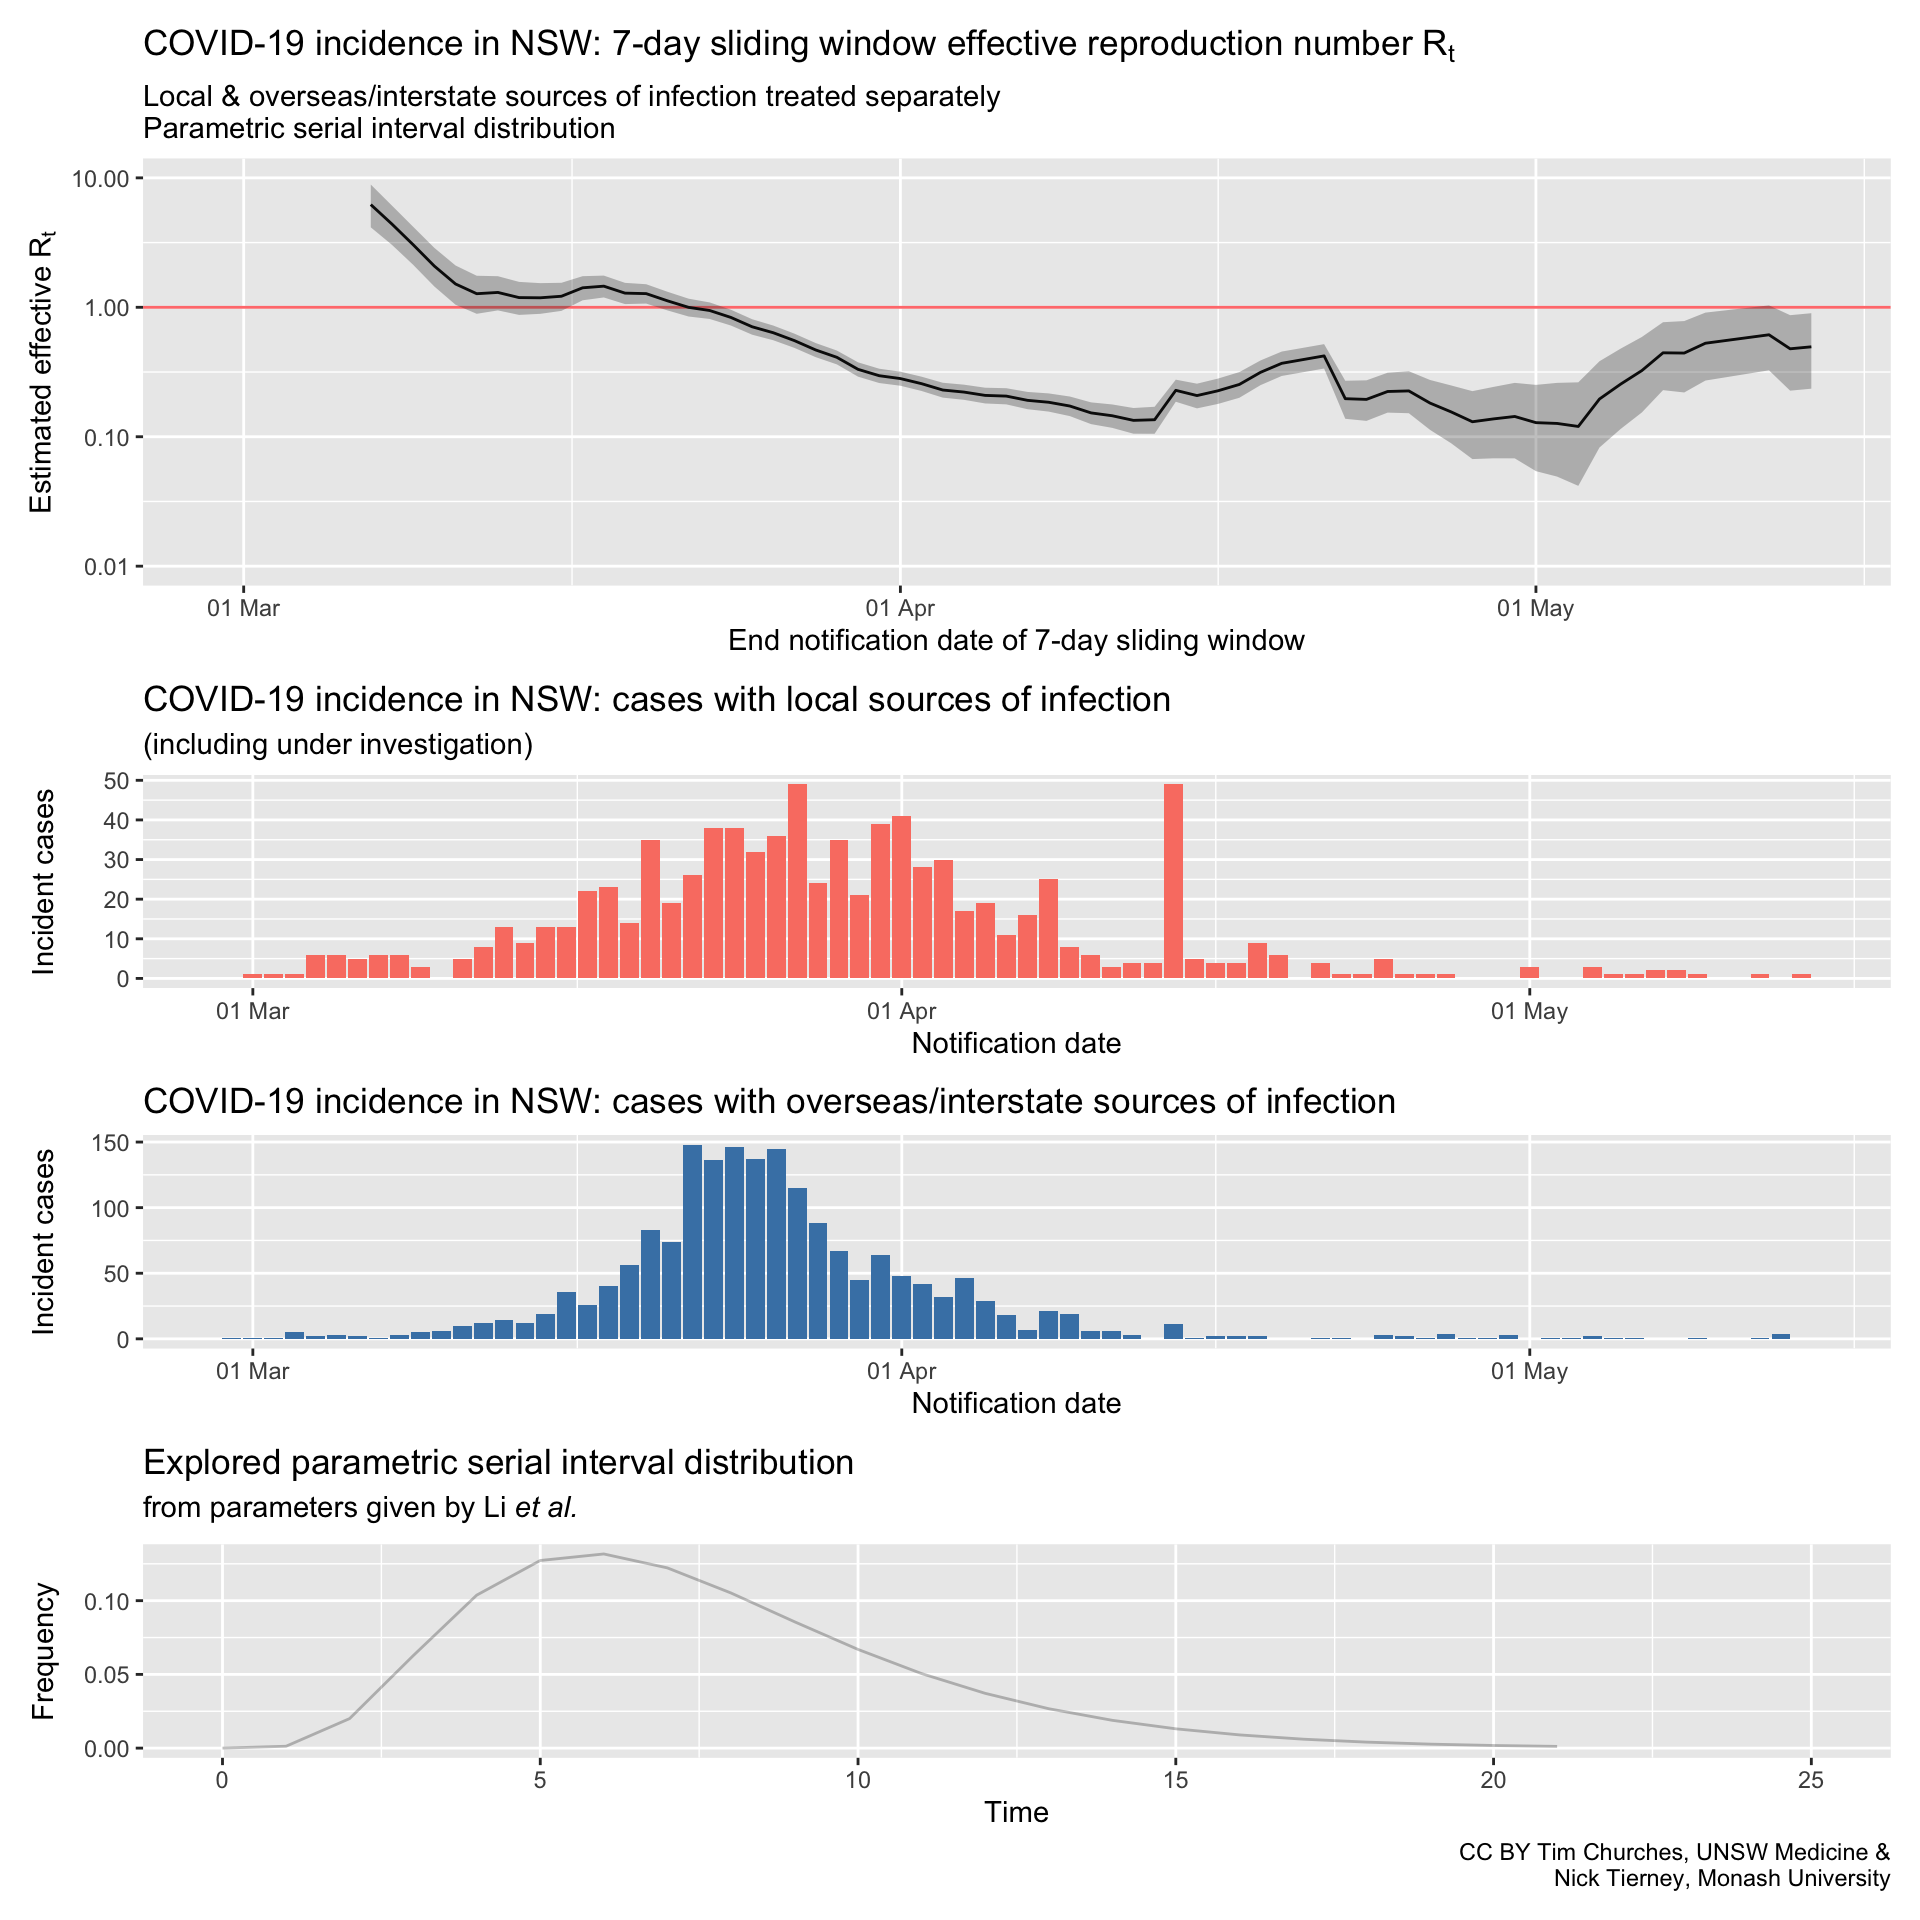 COVID-19 incidence in NSW: 7-day sliding window effective reproduction number Rt
Local & overseas/interstate sources of infection treated separately
Parametric serial interval distribution
Estimated effective Rt
10.00
1.00
0.10
0.01
01 Mar
01 Apr
01 May
End notification date of 7-day sliding window
COVID-19 incidence in NSW: cases with local sources of infection
(including under investigation)
Incident cases
50
40
30
20
10
0
01 Mar
01 Apr
01 May
Notification date
COVID-19 incidence in NSW: cases with overseas/interstate sources of infection
Incident cases
150
100
50
0
01 Mar
01 Apr
01 May
Notification date
Explored parametric serial interval distribution
from parameters given by Li et al.
Frequency
0.10
0.05
0.00
0
5
10
15
20
25
Time
CC BY Tim Churches, UNSW Medicine &
Nick Tierney, Monash University